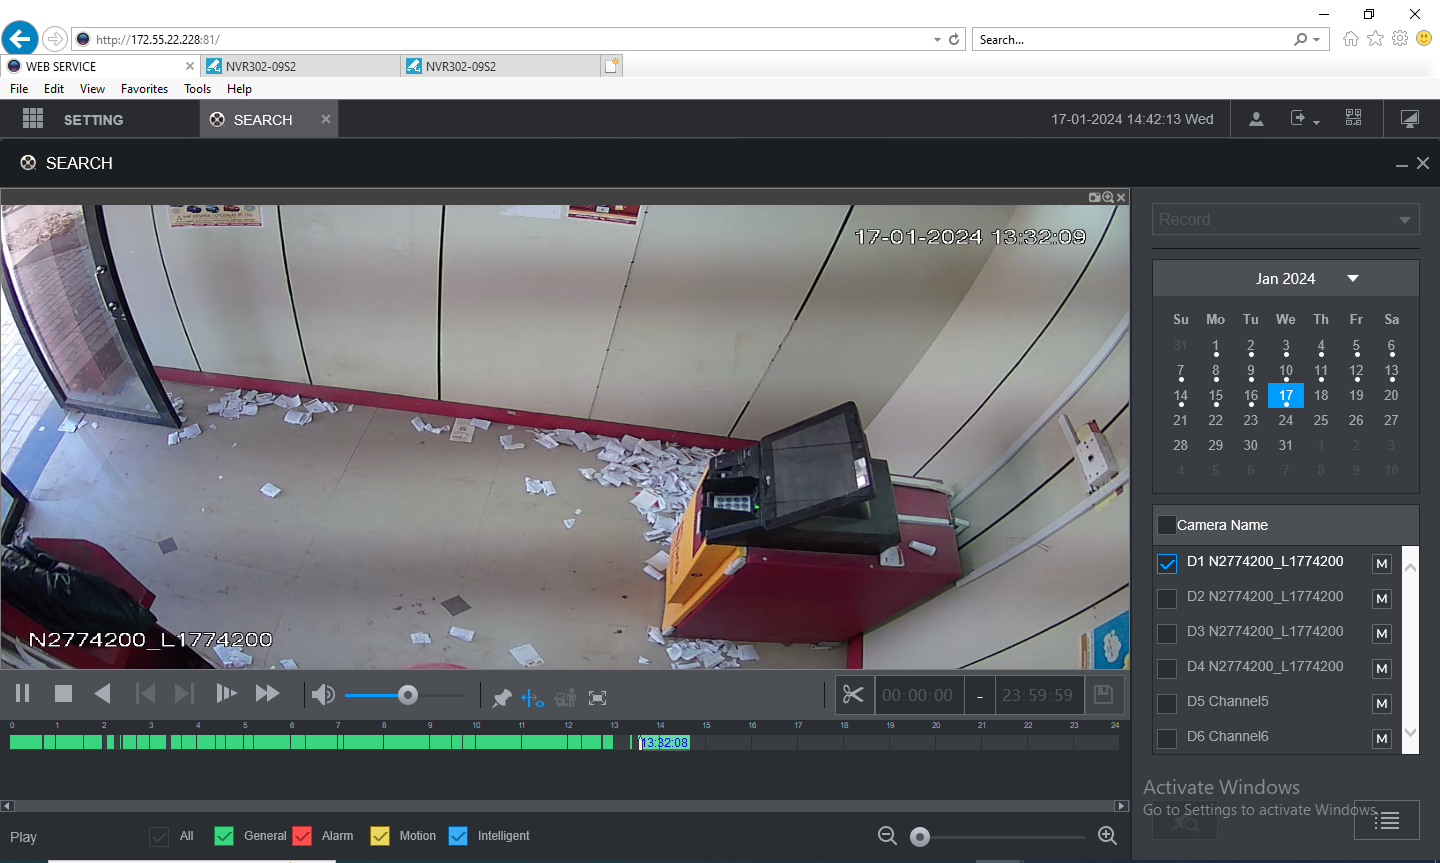 http://172.55.22.228:81/
Search...
WEB SERVICE
NVR302-09S2
NVR302-09S2
File Edit View Favorites Tools Help
SETTING
SEARCH
17-01-2024 14:42:13 Wed
SEARCH
17-01-2024 13:32:09
N2774200_L1774200
Record
Jan 2024
Su Mo Tu We Th Fr Sa
31 1 2 3 4 5 6
7 8 9 10 11 12 13
14 15 16 17 18 19 20
21 22 23 24 25 26 27
28 29 30 31 1 2 3
4 5 6 7 8 9 10
Camera Name
D1 N2774200_L1774200 M
D2 N2774200_L1774200 M
D3 N2774200_L1774200 M
D4 N2774200_L1774200 M
D5 Channel5 M
D6 Channel6 M
00:00:00 - 23:59:59
0 1 2 3 4 5 6 7 8 9 10 11 12 13 14 15 16 17 18 19 20 21 22 23 24
13:32:08
Play
All General Alarm Motion Intelligent
Activate Windows
Go to Settings to activate Windows.